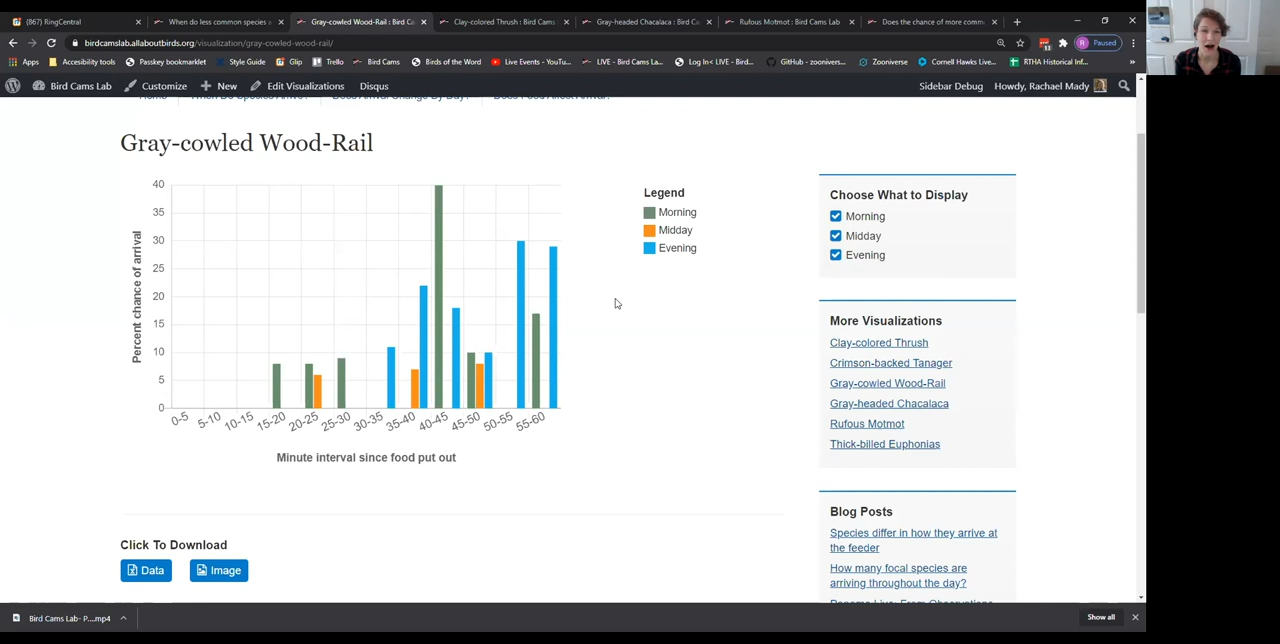 (867) RingCentral
When do less common species a
Gray-cowled Wood-Rail : Bird Ca
Clay-colored Thrush : Bird Cams
Gray-headed Chacalaca : Bird Ca
Rufous Motmot : Bird Cams Lab
Does the chance of more comm
birdcamslab.allaboutbirds.org/visualization/gray-cowled-wood-rail/
Paused
Apps
Accesibility tools
Passkey bookmarklet
Style Guide
Glip
Trello
Bird Cams
Birds of the Word
Live Events - YouTu...
LIVE - Bird Cams La...
Log In< LIVE – Bird...
GitHub - zoonivers...
Zooniverse
Cornell Hawks Live...
RTHA Historical Inf...
Bird Cams Lab
Customize
New
Edit Visualizations
Disqus
Sidebar Debug
Howdy, Rachael Mady
Gray-cowled Wood-Rail
Percent chance of arrival
40
35
30
25
20
15
10
5
0
0-5
5-10
10-15
15-20
20-25
25-30
30-35
35-40
40-45
45-50
50-55
55-60
Minute interval since food put out
Legend
Morning
Midday
Evening
Choose What to Display
Morning
Midday
Evening
More Visualizations
Clay-colored Thrush
Crimson-backed Tanager
Gray-cowled Wood-Rail
Gray-headed Chacalaca
Rufous Motmot
Thick-billed Euphonias
Blog Posts
Species differ in how they arrive at
the feeder
How many focal species are
arriving throughout the day?
Click To Download
Data
Image
Bird Cams Lab- P....mp4
Show all